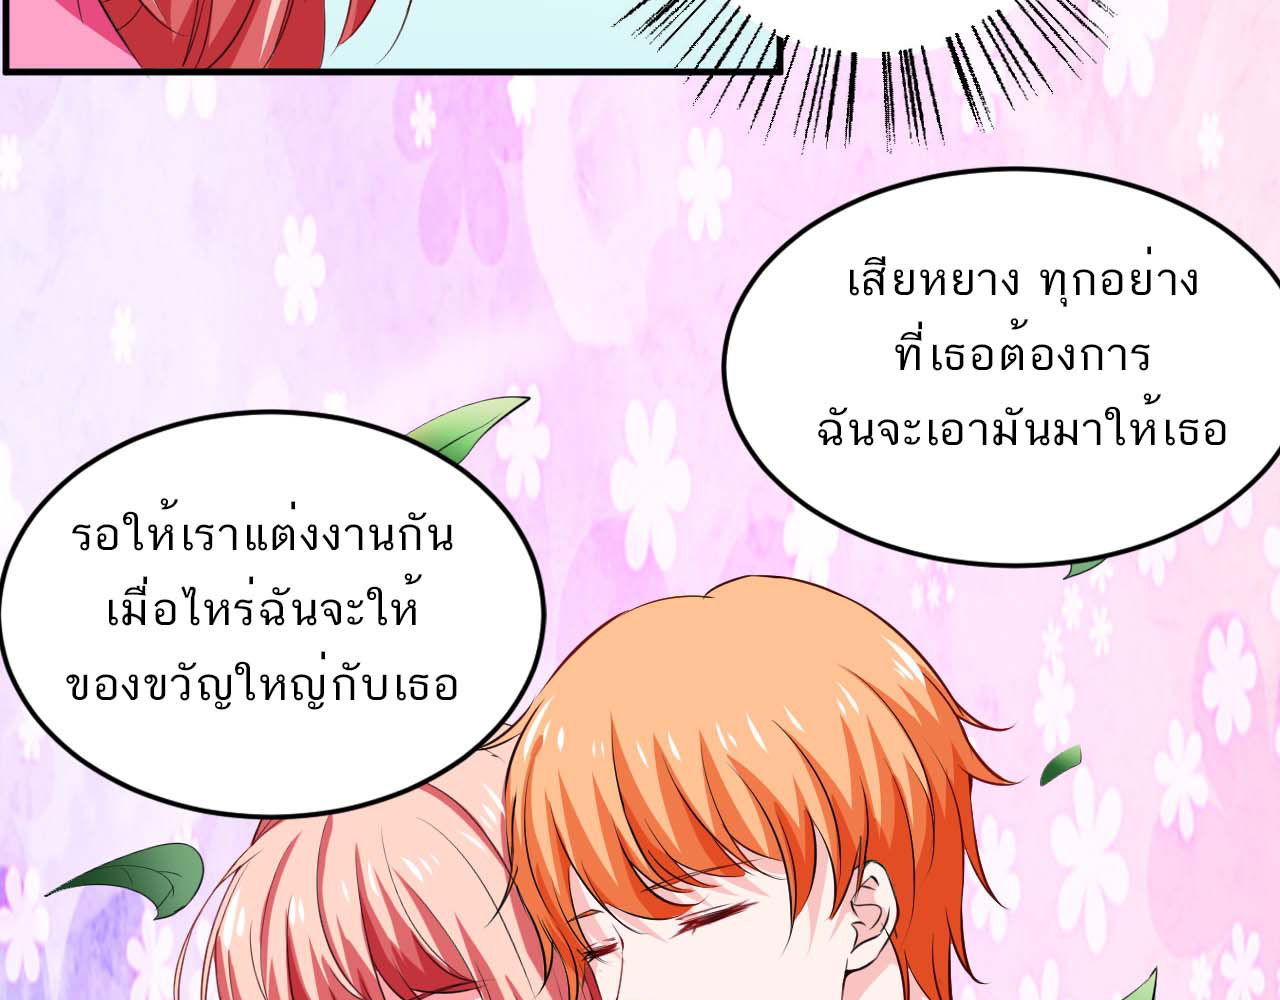 เสียหยาง ทุกอย่าง
ที่เธอต้องการ
ฉันจะเอามันมาให้เธอ
รอให้เราแต่งงานกัน
เมื่อไหร่ฉันจะให้
ของขวัญใหญ่กับเธอ